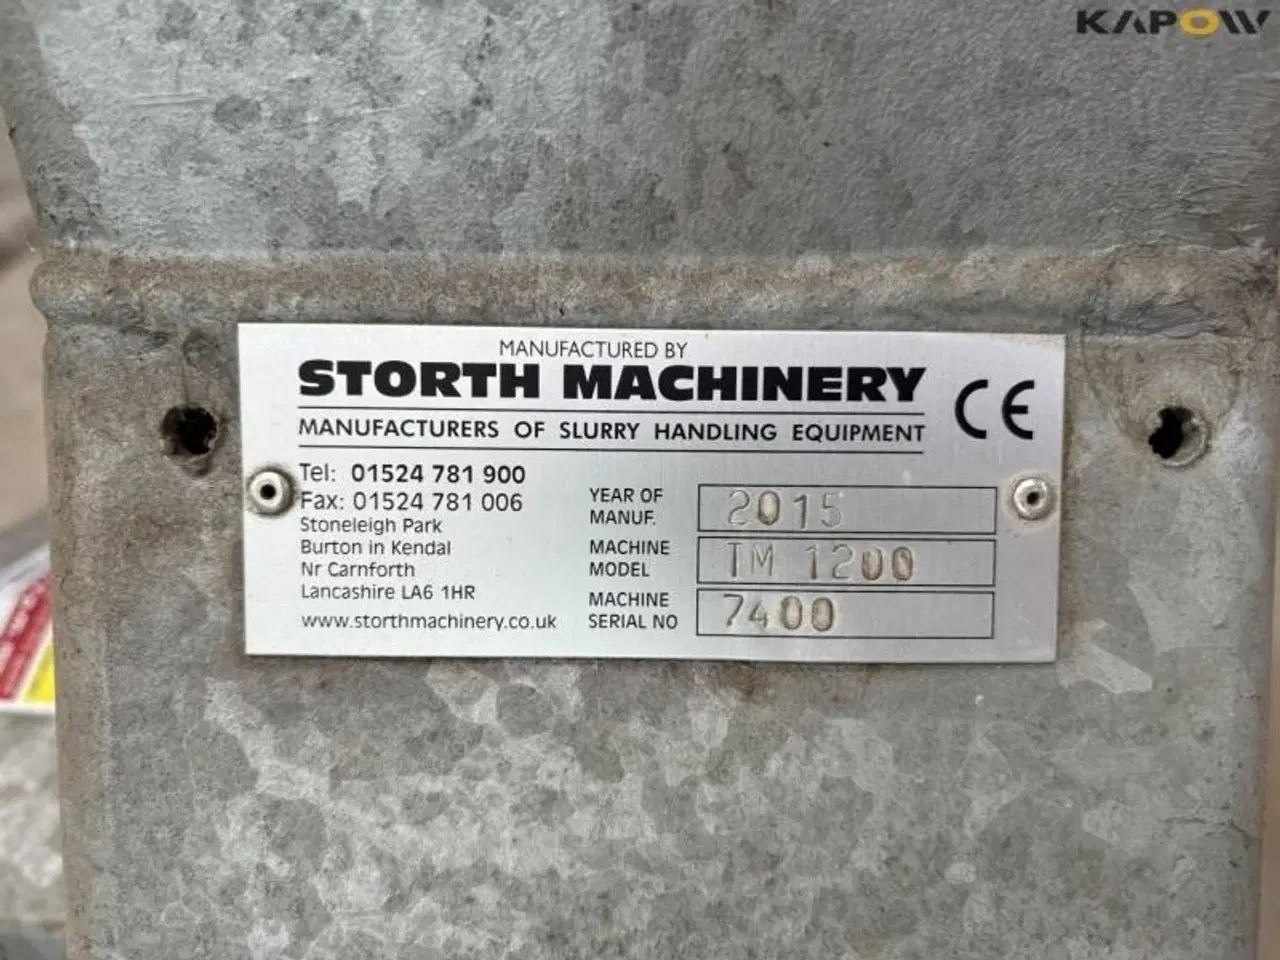 KAPOW
MANUFACTURED BY
STORTH MACHINERY
MANUFACTURERS OF SLURRY HANDLING EQUIPMENT
CE
Tel: 01524 781 900
Fax: 01524 781 006
Stoneleigh Park
Burton in Kendal
Nr Carnforth
Lancashire LA6 1HR
www.storthmachinery.co.uk
YEAR OF
MANUF.
2015
MACHINE
MODEL
TM 1200
MACHINE
SERIAL NO
7400